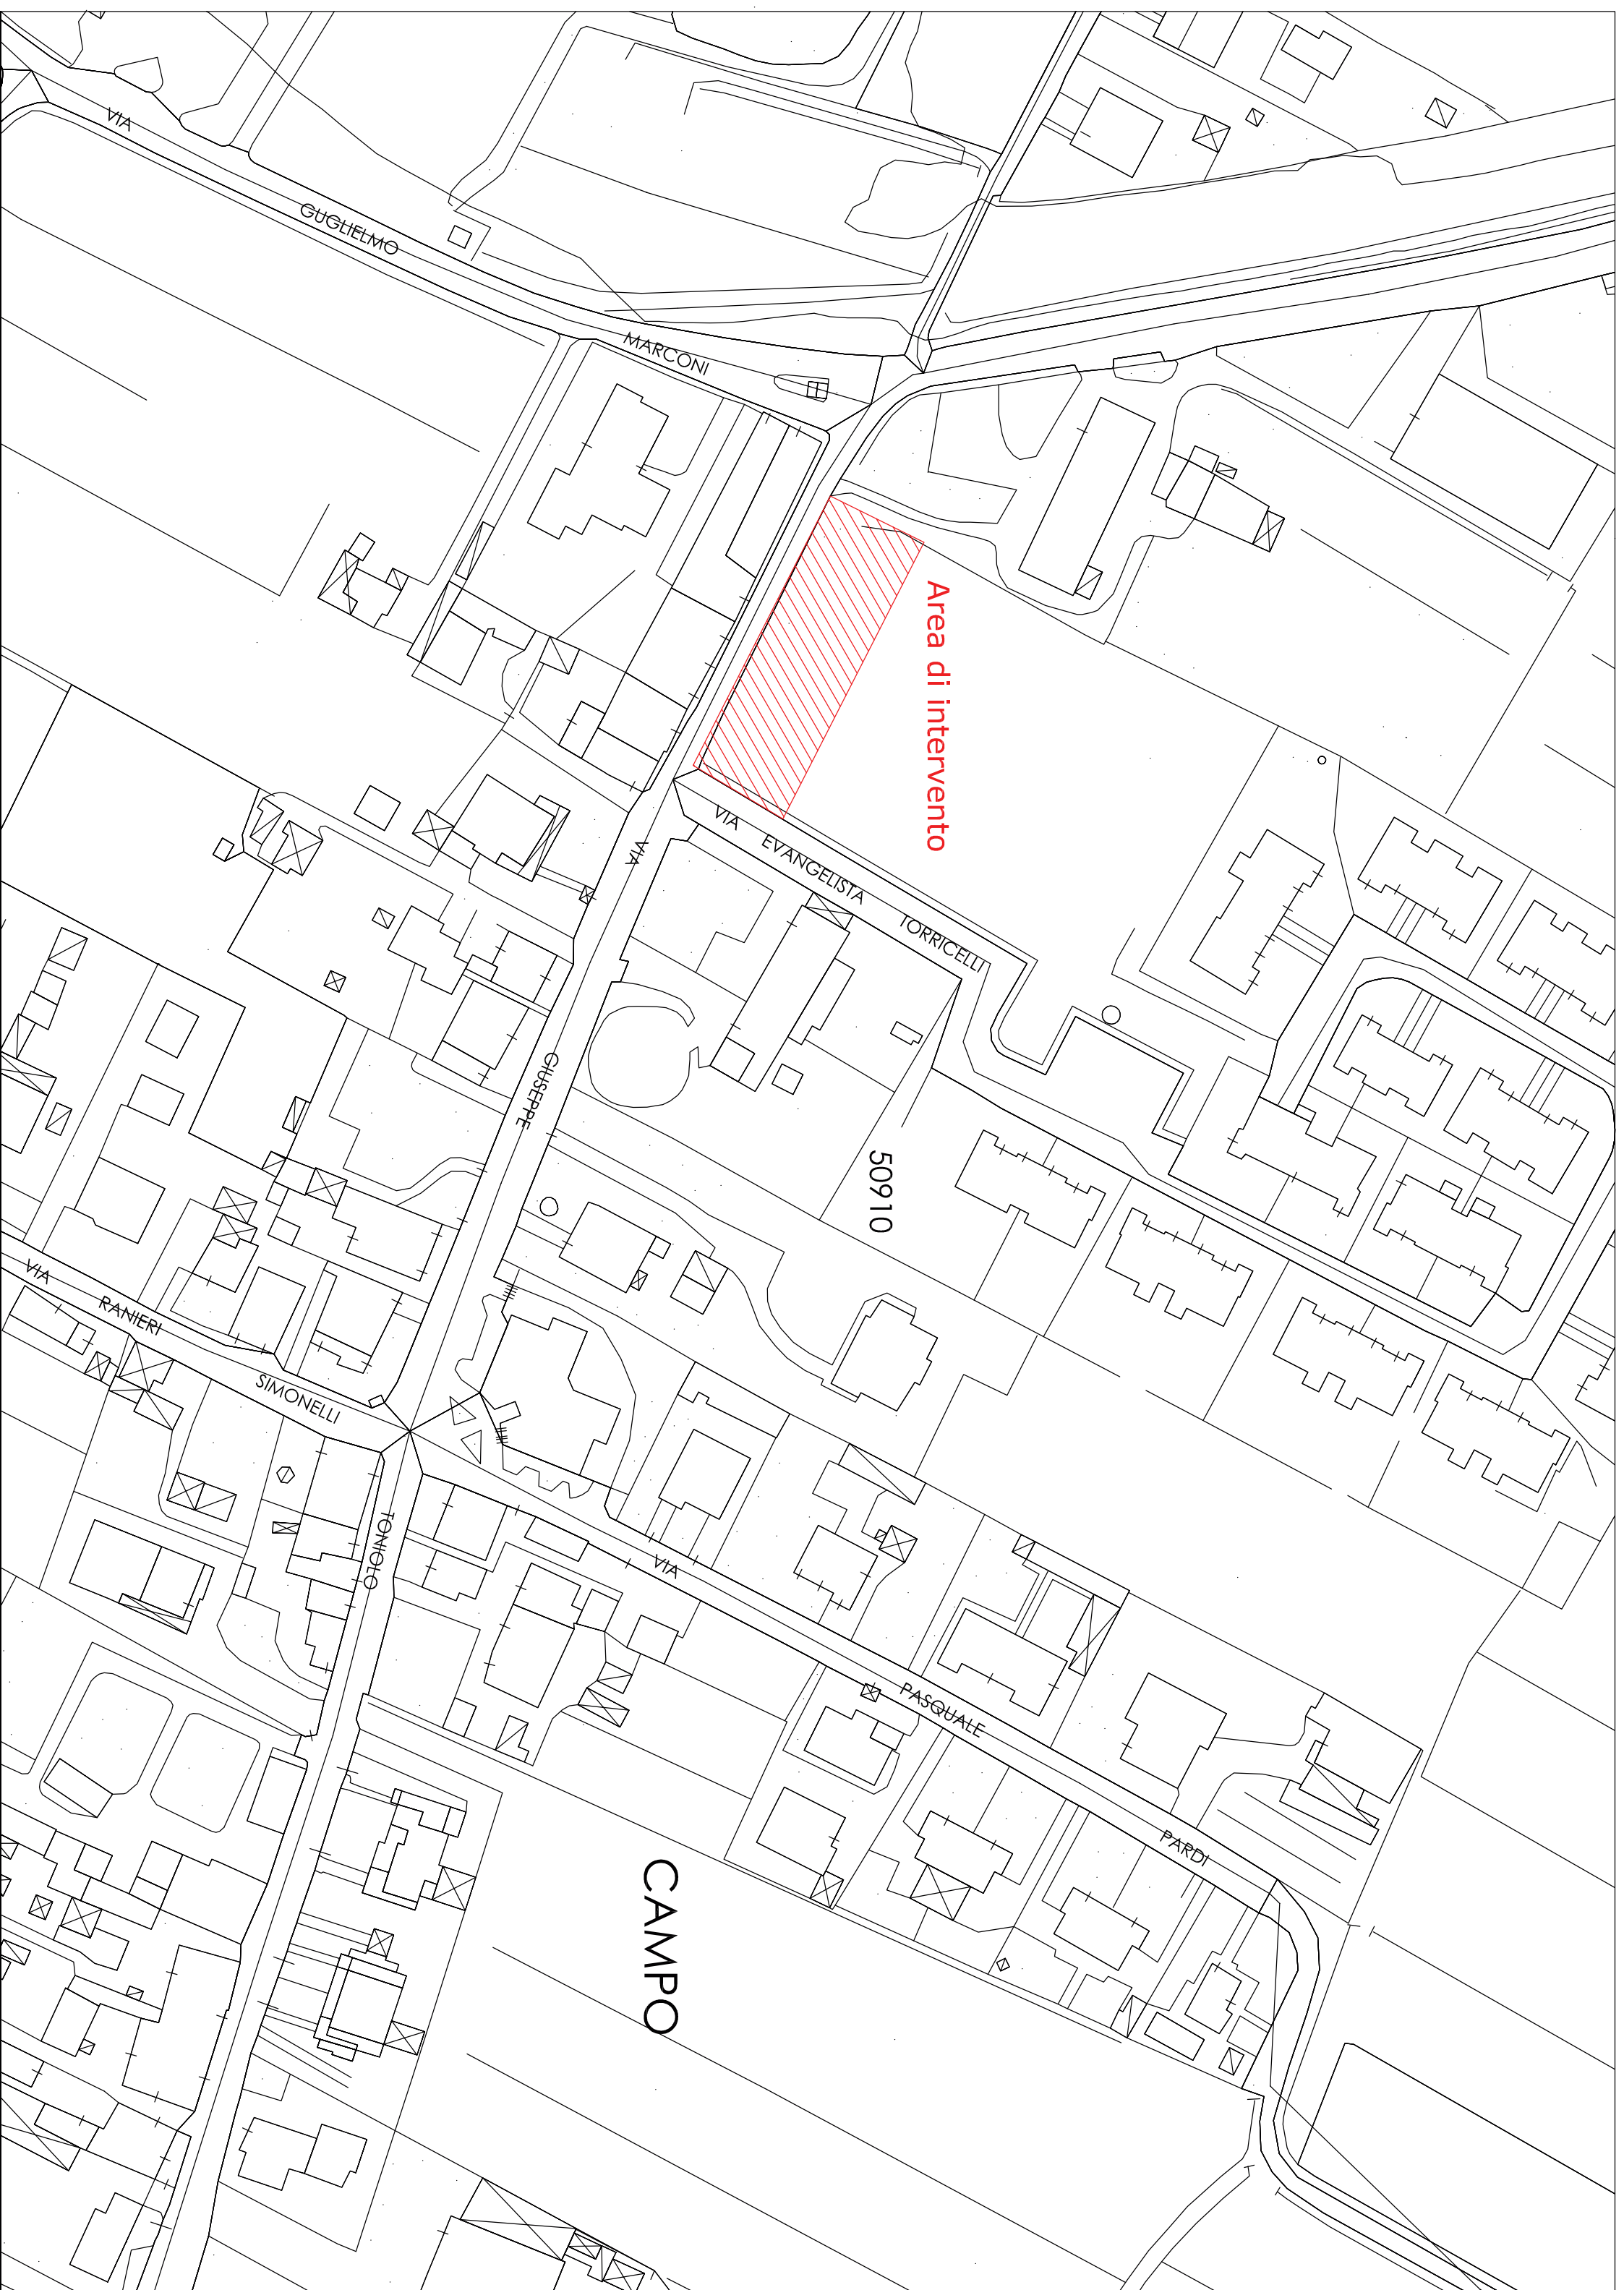 VIA GUGLIELMO MARCONI
Area di intervento
VIA EVANGELISTA TORRICELLI
VIA GIUSEPPE TONIOLO
50910
VIA RANIERI SIMONELLI
VIA PASQUALE PARDI
CAMPO